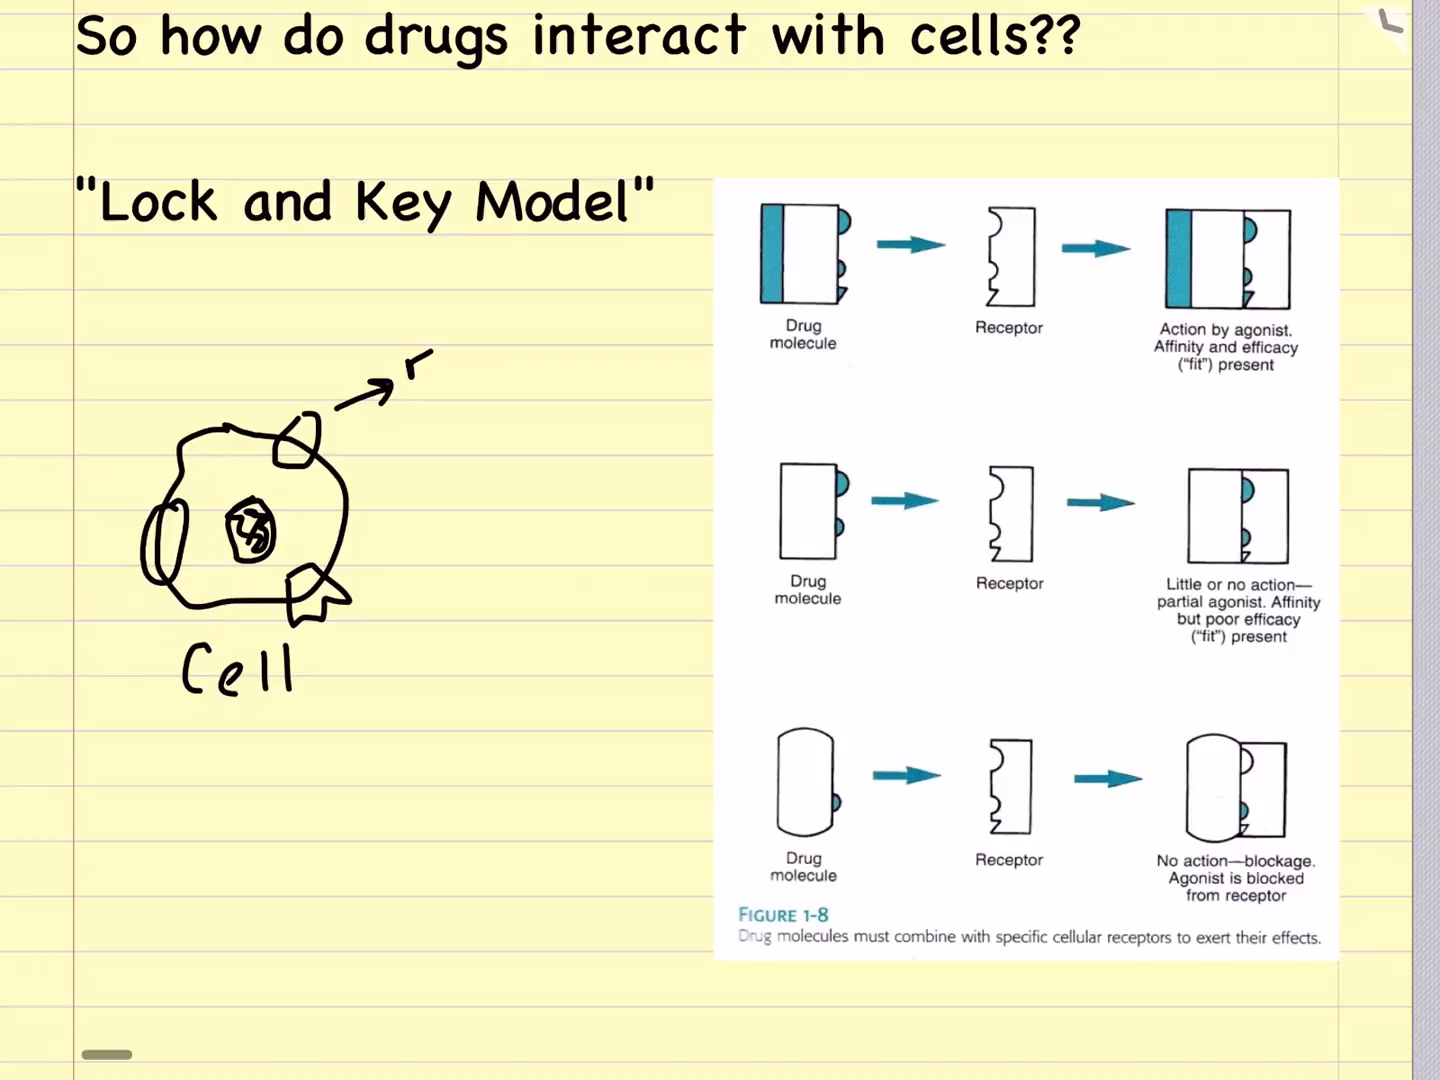 So how do drugs interact with cells??
"Lock and Key Model"
r
Cell
Drug
molecule
Receptor
Action by agonist.
Affinity and efficacy
("fit") present
Drug
molecule
Receptor
Little or no action—
partial agonist. Affinity
but poor efficacy
("fit") present
Drug
molecule
Receptor
No action—blockage.
Agonist is blocked
from receptor
FIGURE 1-8
Drug molecules must combine with specific cellular receptors to exert their effects.